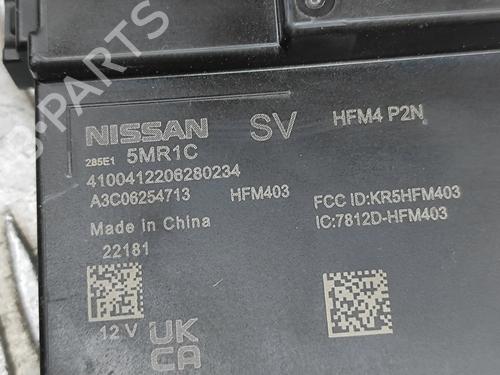 NISSAN SV HFM4 P2N
285E1 5MR1C
4100412206280234
A3C06254713 HFM403 FCC ID:KR5HFM403
Made in China IC:7812D-HFM403
22181
12 V UK
CA
B-PARTS